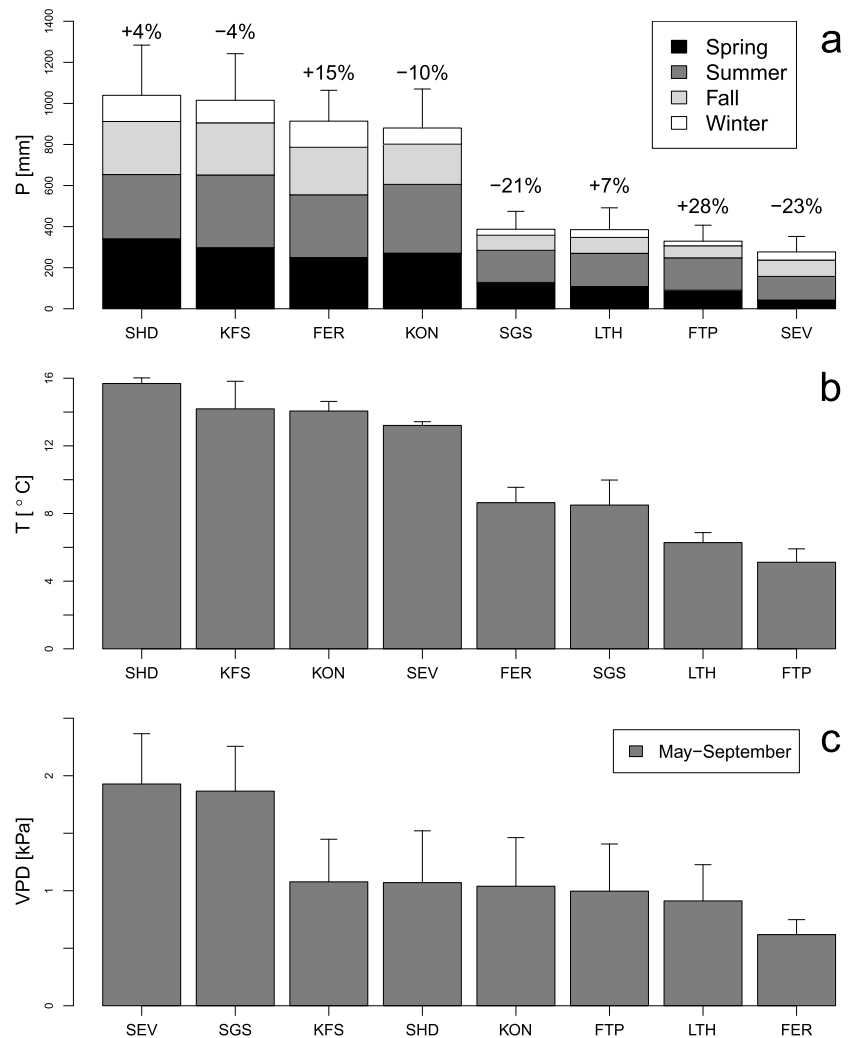 a
P [mm]
0 200 400 600 800 1000 1200 1400
+4% −4% +15% −10% −21% +7% +28% −23%
Spring
Summer
Fall
Winter
SHD KFS FER KON SGS LTH FTP SEV
b
T [ ° C]
0 4 8 12 16
SHD KFS KON SEV FER SGS LTH FTP
c
VPD [kPa]
0 1 2
May−September
SEV SGS KFS SHD KON FTP LTH FER